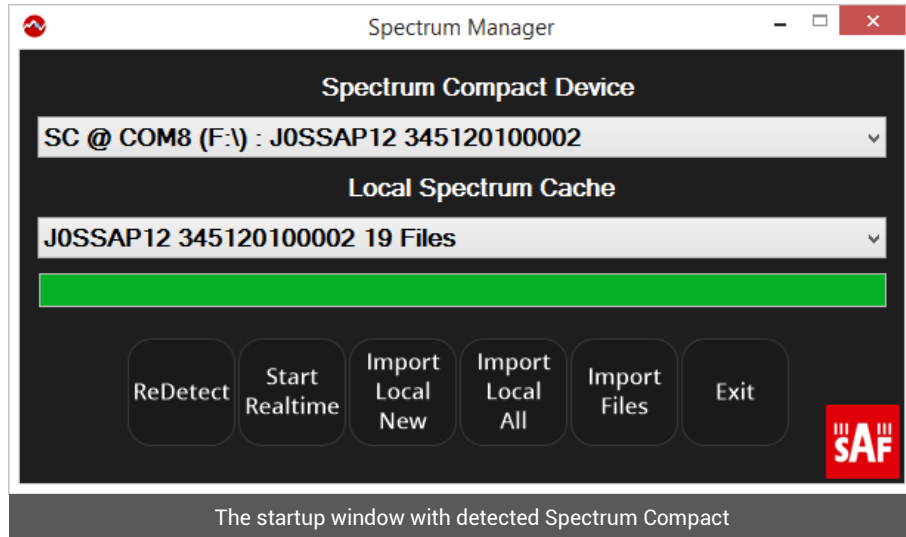 Spectrum Manager
Spectrum Compact Device
SC @ COM8 (F:\) : J0SSAP12 345120100002
Local Spectrum Cache
J0SSAP12 345120100002 19 Files
ReDetect
Start
Realtime
Import
Local
New
Import
Local
All
Import
Files
Exit
SAF
The startup window with detected Spectrum Compact